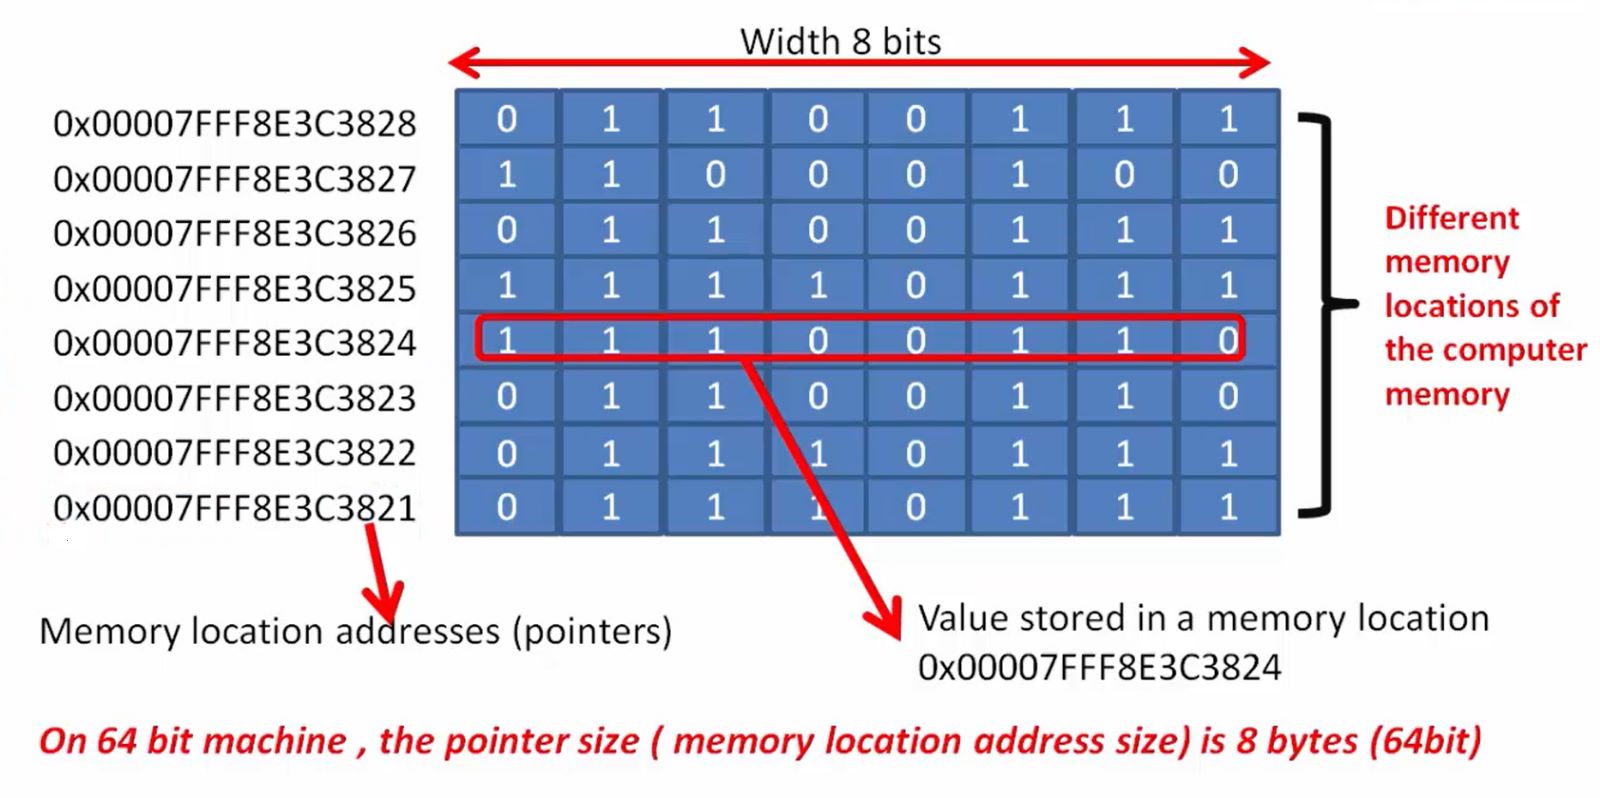 Width 8 bits
0x00007FFF8E3C3828 0 1 1 0 0 1 1 1
0x00007FFF8E3C3827 1 1 0 0 0 1 0 0
0x00007FFF8E3C3826 0 1 1 0 0 1 1 1
0x00007FFF8E3C3825 1 1 1 1 0 1 1 1
0x00007FFF8E3C3824 1 1 1 0 0 1 1 0
0x00007FFF8E3C3823 0 1 1 0 0 1 1 0
0x00007FFF8E3C3822 0 1 1 1 0 1 1 1
0x00007FFF8E3C3821 0 1 1 1 0 1 1 1
Different
memory
locations of
the computer
memory
Memory location addresses (pointers)
Value stored in a memory location
0x00007FFF8E3C3824
On 64 bit machine , the pointer size ( memory location address size) is 8 bytes (64bit)